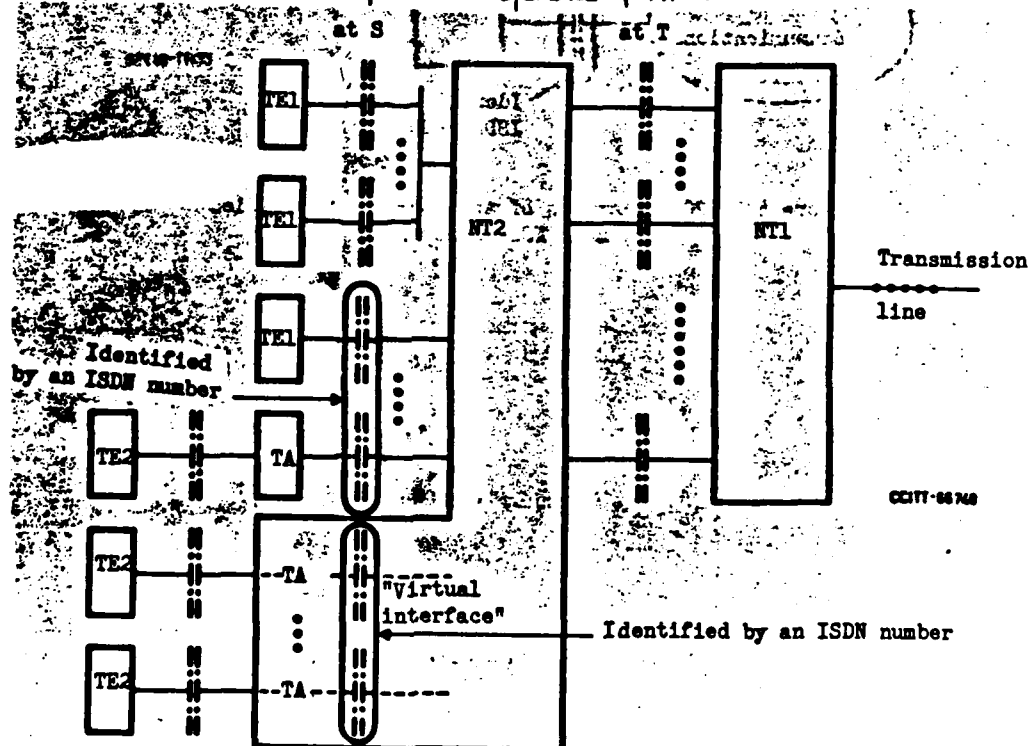 at S
at T
TE1
TE1
NT2
NT1
Transmission
line
TE1
Identified
by an ISDN number
TE2
TA
CCITT-66740
TE2
TA
"Virtual
interface"
Identified by an ISDN number
TE2
TA